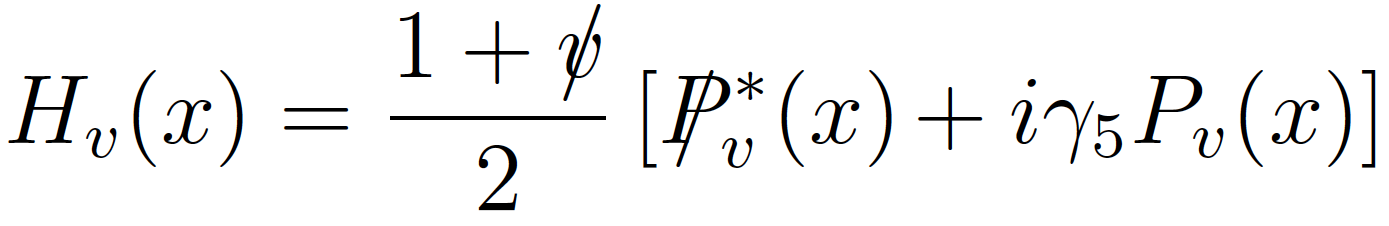 H_v(x) = \frac{1 + \not{v}}{2} [\not{P}^*_v(x) + i\gamma_5 P_v(x)]